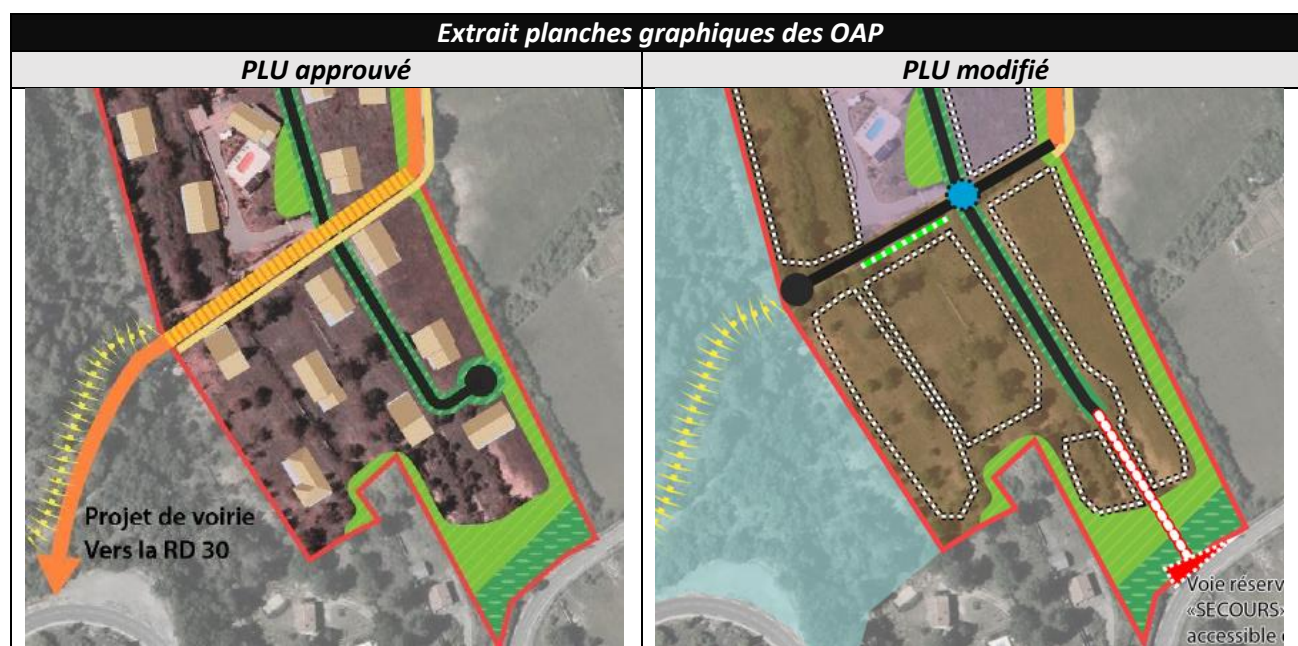 Extrait planches graphiques des OAP
PLU approuvé
PLU modifié
Projet de voirie
Vers la RD 30
Voie
«SECOURS»
accessible